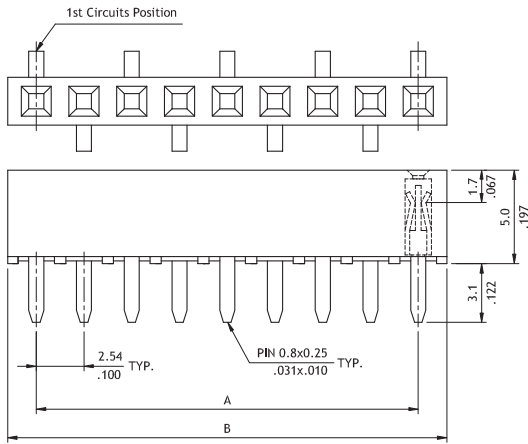 1st Circuits Position
1.7
.067
5.0
.197
3.1
.122
2.54
.100
TYP.
PIN 0.8x0.25
.031x.010
TYP.
A
B